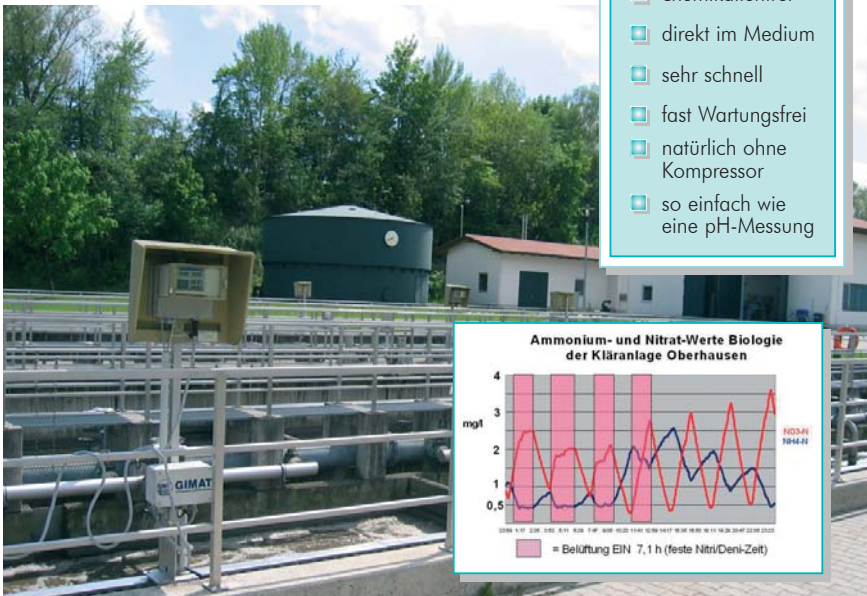 direkt im Medium
sehr schnell
fast Wartungsfrei
natürlich ohne
Kompressor
so einfach wie
eine pH-Messung
GIMAT
Ammonium- und Nitrat-Werte Biologie
der Kläranlage Oberhausen
4
3
mg/l
2
1
0,5
NO3-N
NH4-N
= Belüftung EIN 7,1 h (feste Nitri/Deni-Zeit)